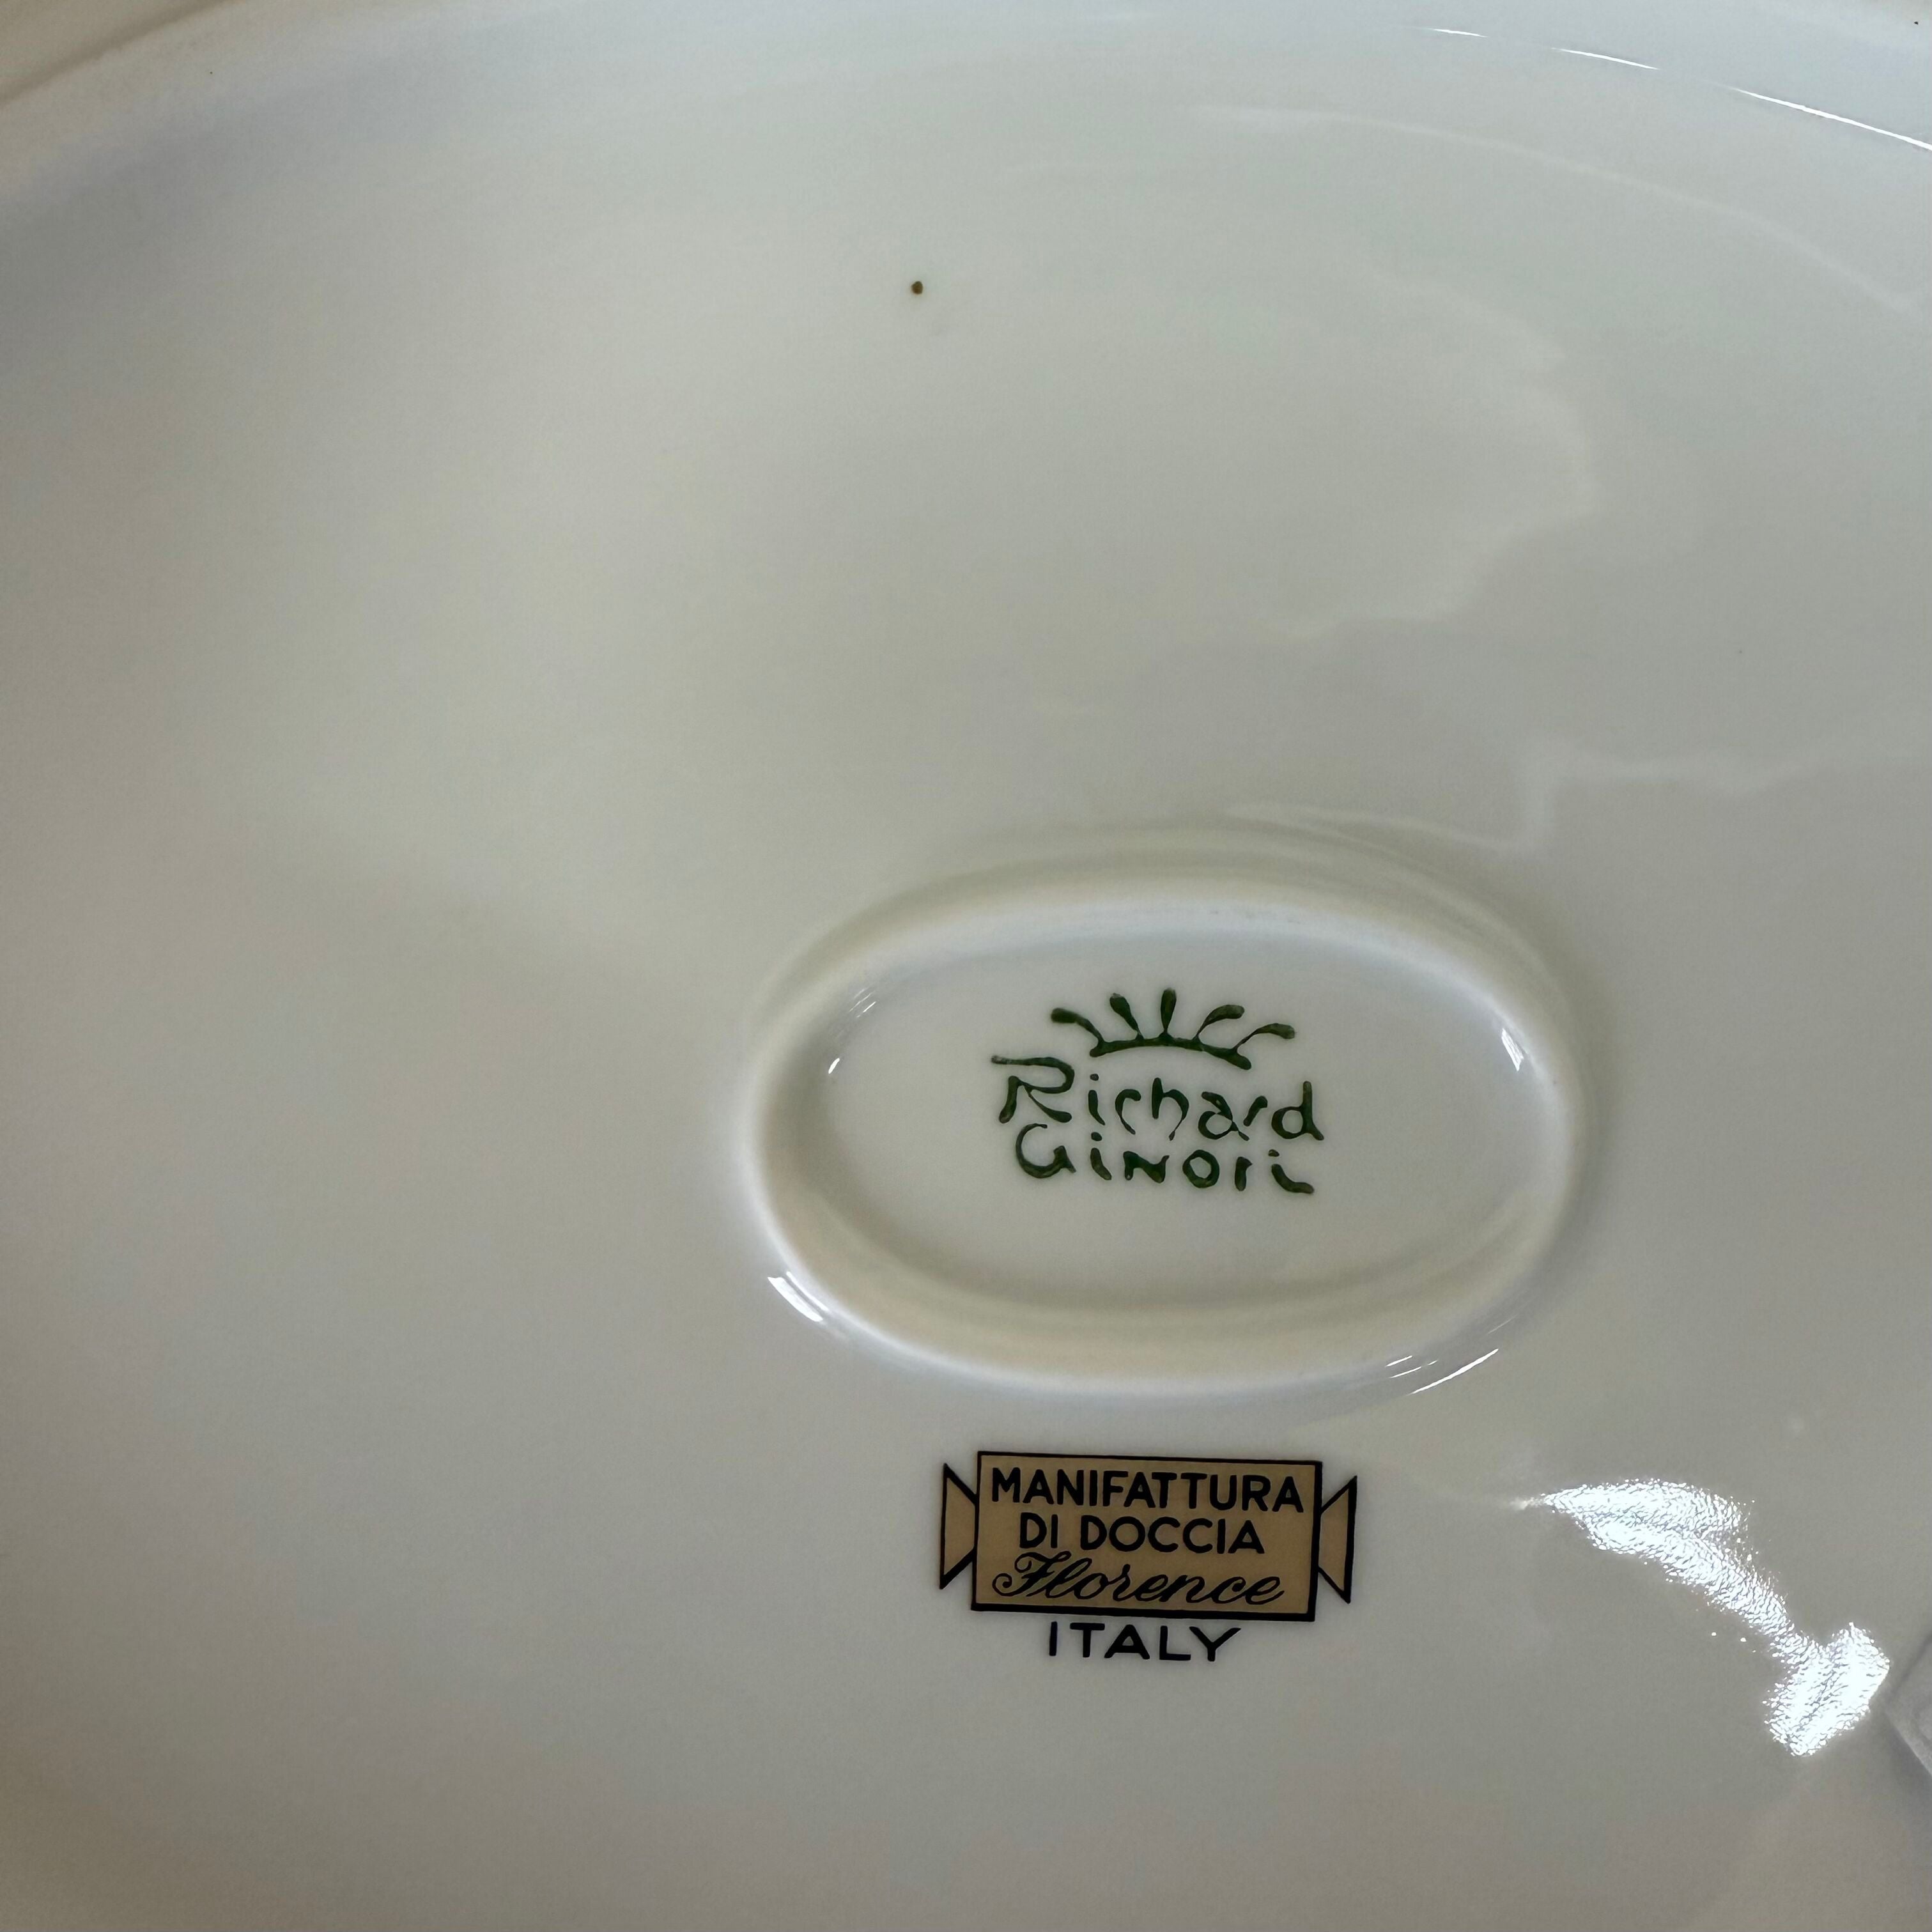 Richard
Ginori
MANIFATTURA
DI DOCCIA
Florence
ITALY